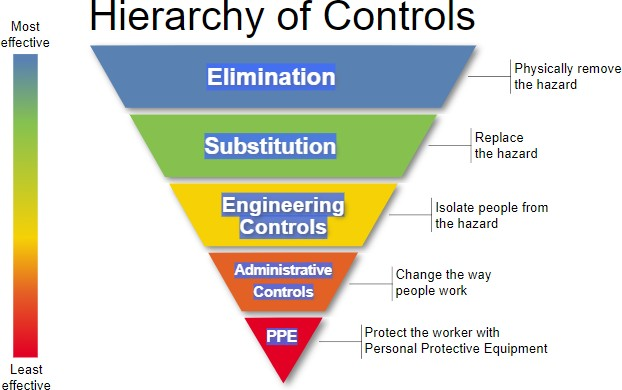 Hierarchy of Controls
Most
effective
Elimination
Physically remove
the hazard
Substitution
Replace
the hazard
Engineering
Controls
Isolate people from
the hazard
Administrative
Controls
Change the way
people work
PPE
Protect the worker with
Personal Protective Equipment
Least
effective